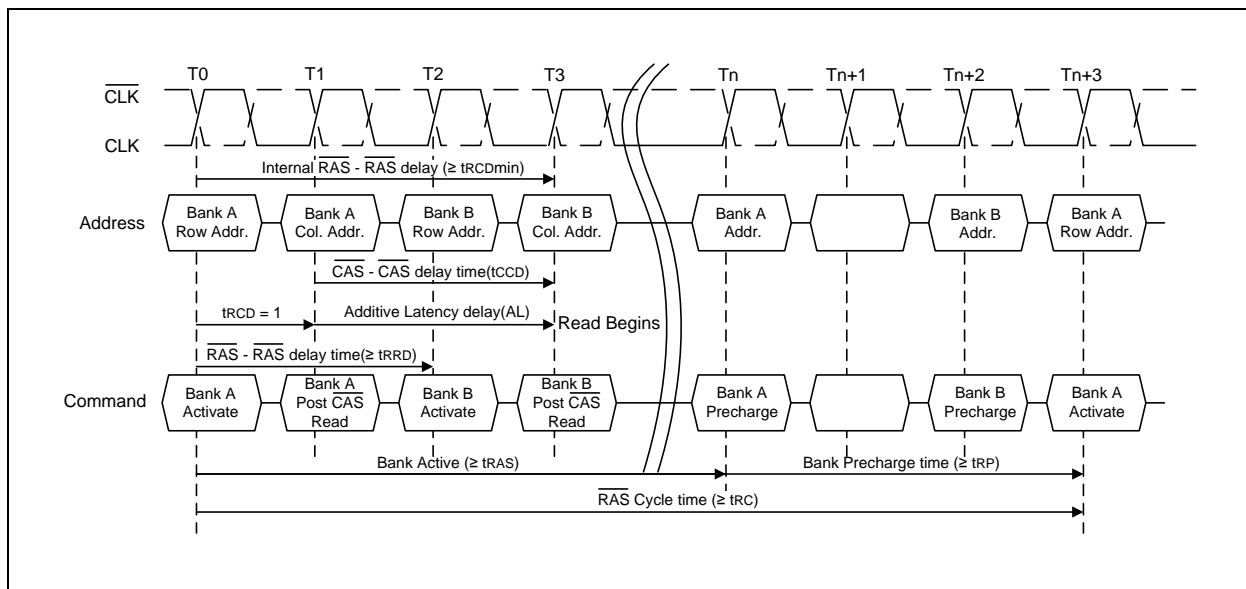 T0 T1 T2 T3 Tn Tn+1 Tn+2 Tn+3
CLK
CLK
Internal RAS - RAS delay (≥ tRCDmin)
Address
Bank A
Row Addr.
Bank A
Col. Addr.
Bank B
Row Addr.
Bank B
Col. Addr.
Bank A
Addr.
Bank B
Addr.
Bank A
Row Addr.
CAS - CAS delay time(tCCD)
tRCD = 1
Additive Latency delay(AL)
Read Begins
RAS - RAS delay time(≥ tRRD)
Command
Bank A
Activate
Bank A
Post CAS
Read
Bank B
Activate
Bank B
Post CAS
Read
Bank A
Precharge
Bank B
Precharge
Bank A
Activate
Bank Active (≥ tRAS)
Bank Precharge time (≥ tRP)
RAS Cycle time (≥ tRC)